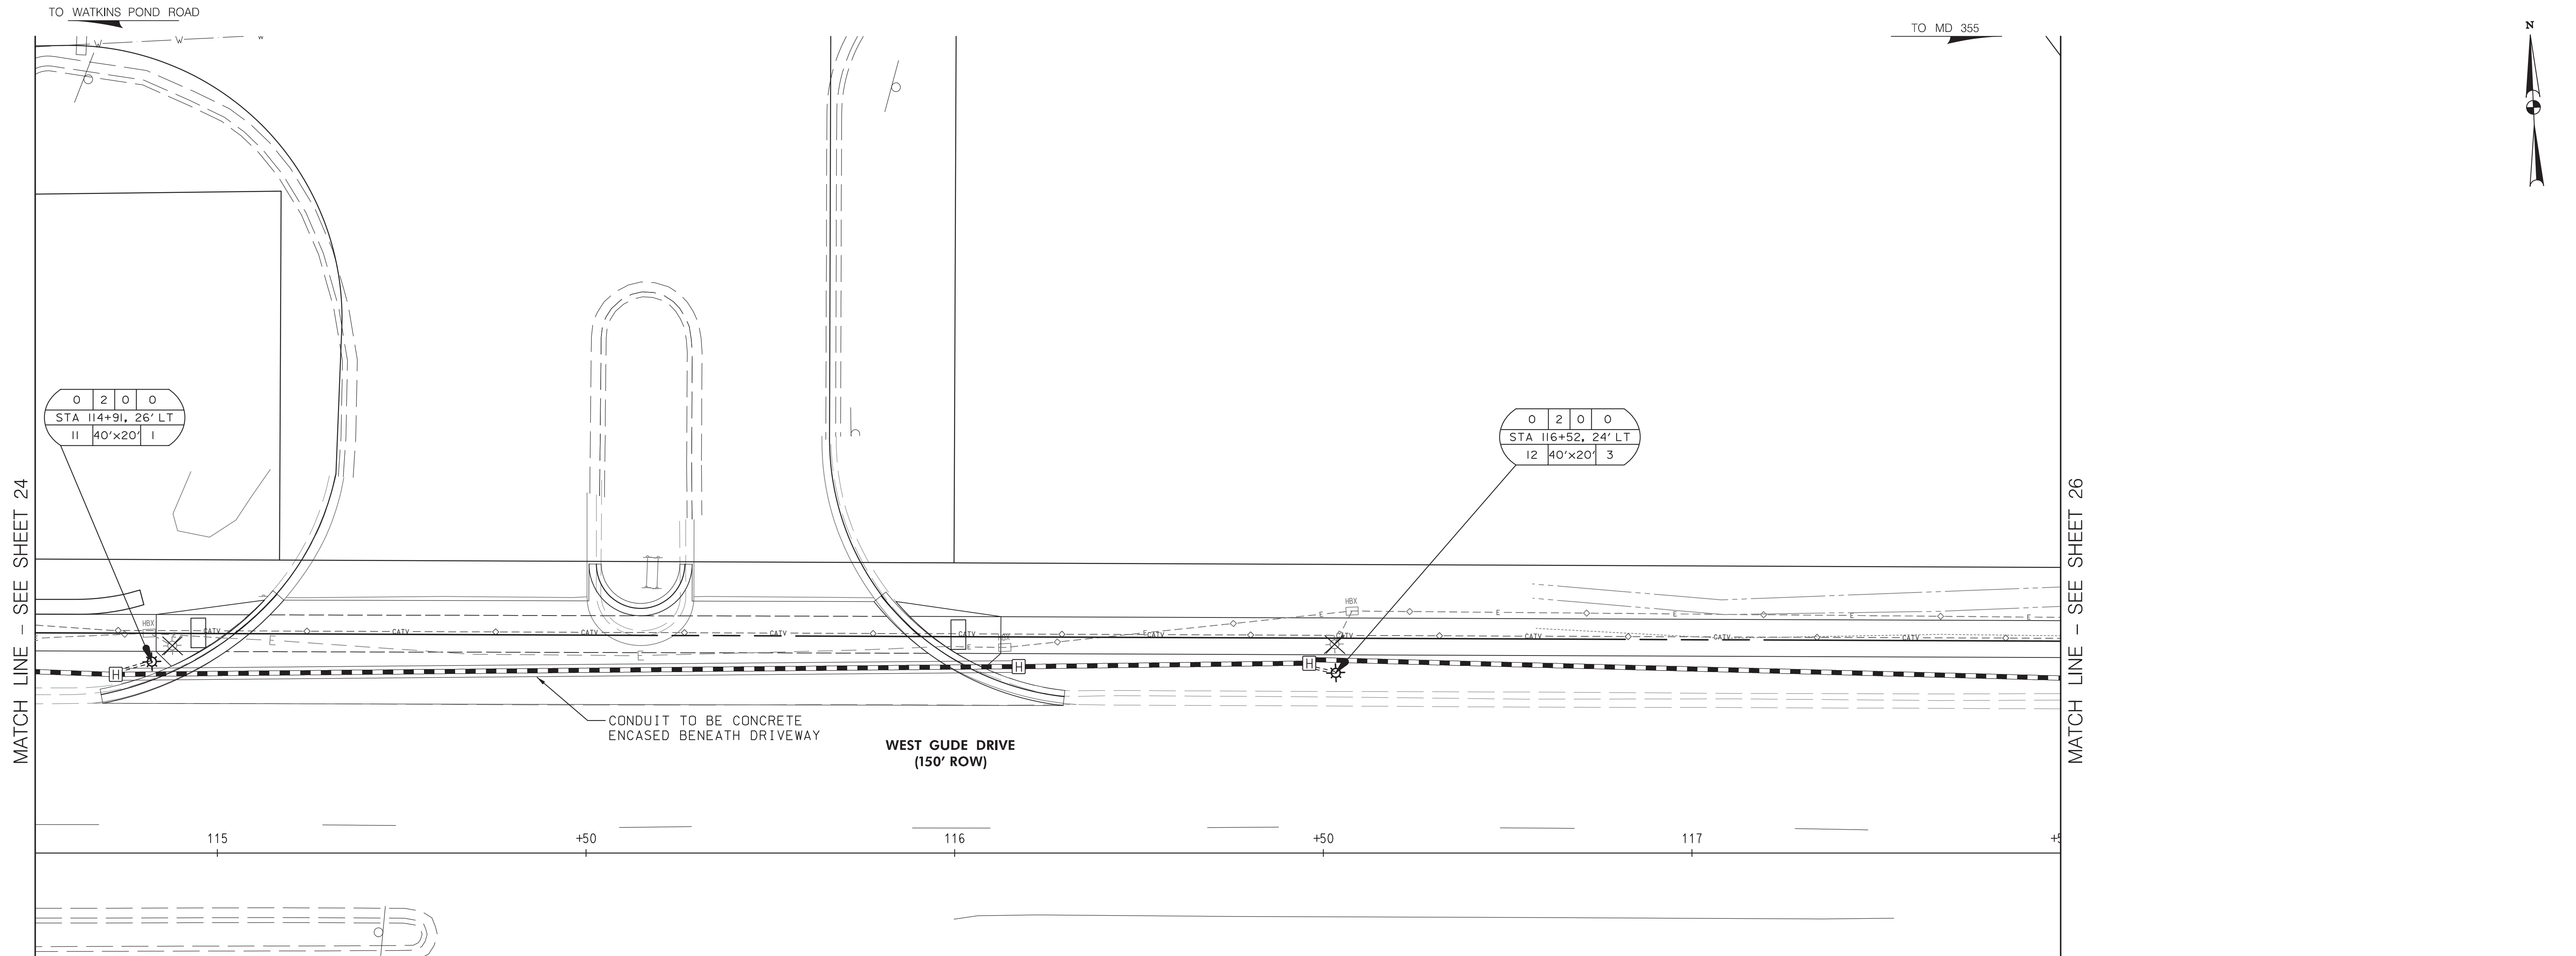 TO WATKINS POND ROAD
TO MD 355
N
W W W
0 2 0 0
STA 114+91, 26' LT
11 40'x20' 1
0 2 0 0
STA 116+52, 24' LT
12 40'x20' 3
MATCH LINE - SEE SHEET 24
MATCH LINE - SEE SHEET 26
HBX
HBX
HBX
CATV CATV CATV CATV CATV CATV CATV CATV CATV CATV
E E E E E E E E E
H H H
CONDUIT TO BE CONCRETE
ENCASED BENEATH DRIVEWAY
WEST GUDE DRIVE
(150' ROW)
115 +50 116 +50 117